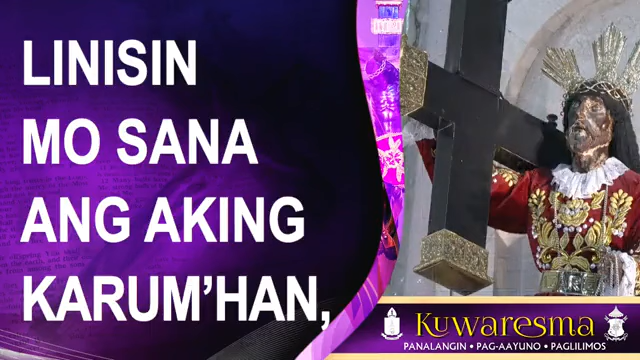 LINISIN
MO SANA
ANG AKING
KARUM’HAN,
Kuwaresma
PANALANGIN • PAG-AAYUNO • PAGLILIMOS